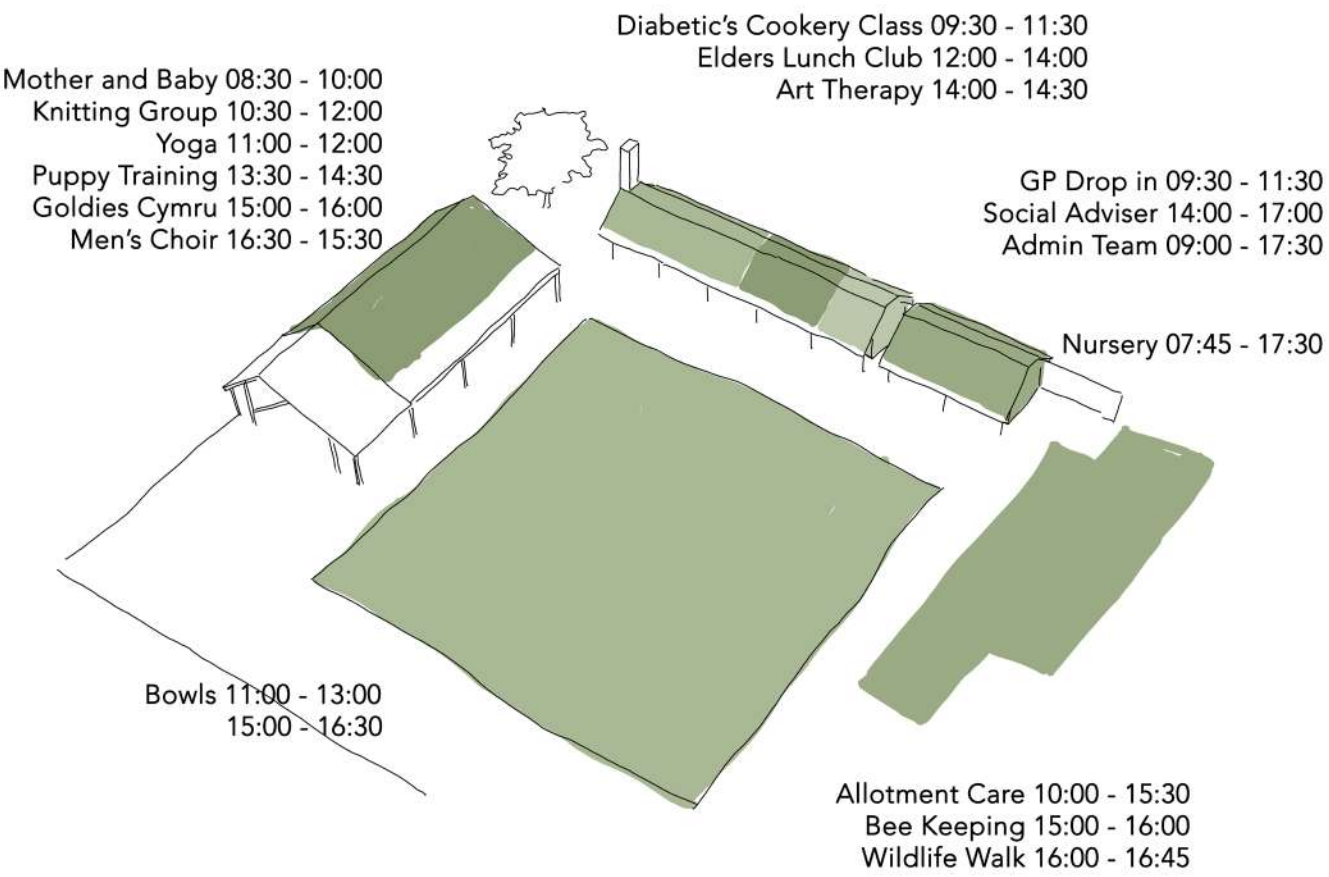 Diabetic's Cookery Class 09:30 - 11:30
Elders Lunch Club 12:00 - 14:00
Art Therapy 14:00 - 14:30
Mother and Baby 08:30 - 10:00
Knitting Group 10:30 - 12:00
Yoga 11:00 - 12:00
Puppy Training 13:30 - 14:30
Goldies Cymru 15:00 - 16:00
Men's Choir 16:30 - 15:30
GP Drop in 09:30 - 11:30
Social Adviser 14:00 - 17:00
Admin Team 09:00 - 17:30
Nursery 07:45 - 17:30
Bowls 11:00 - 13:00
15:00 - 16:30
Allotment Care 10:00 - 15:30
Bee Keeping 15:00 - 16:00
Wildlife Walk 16:00 - 16:45